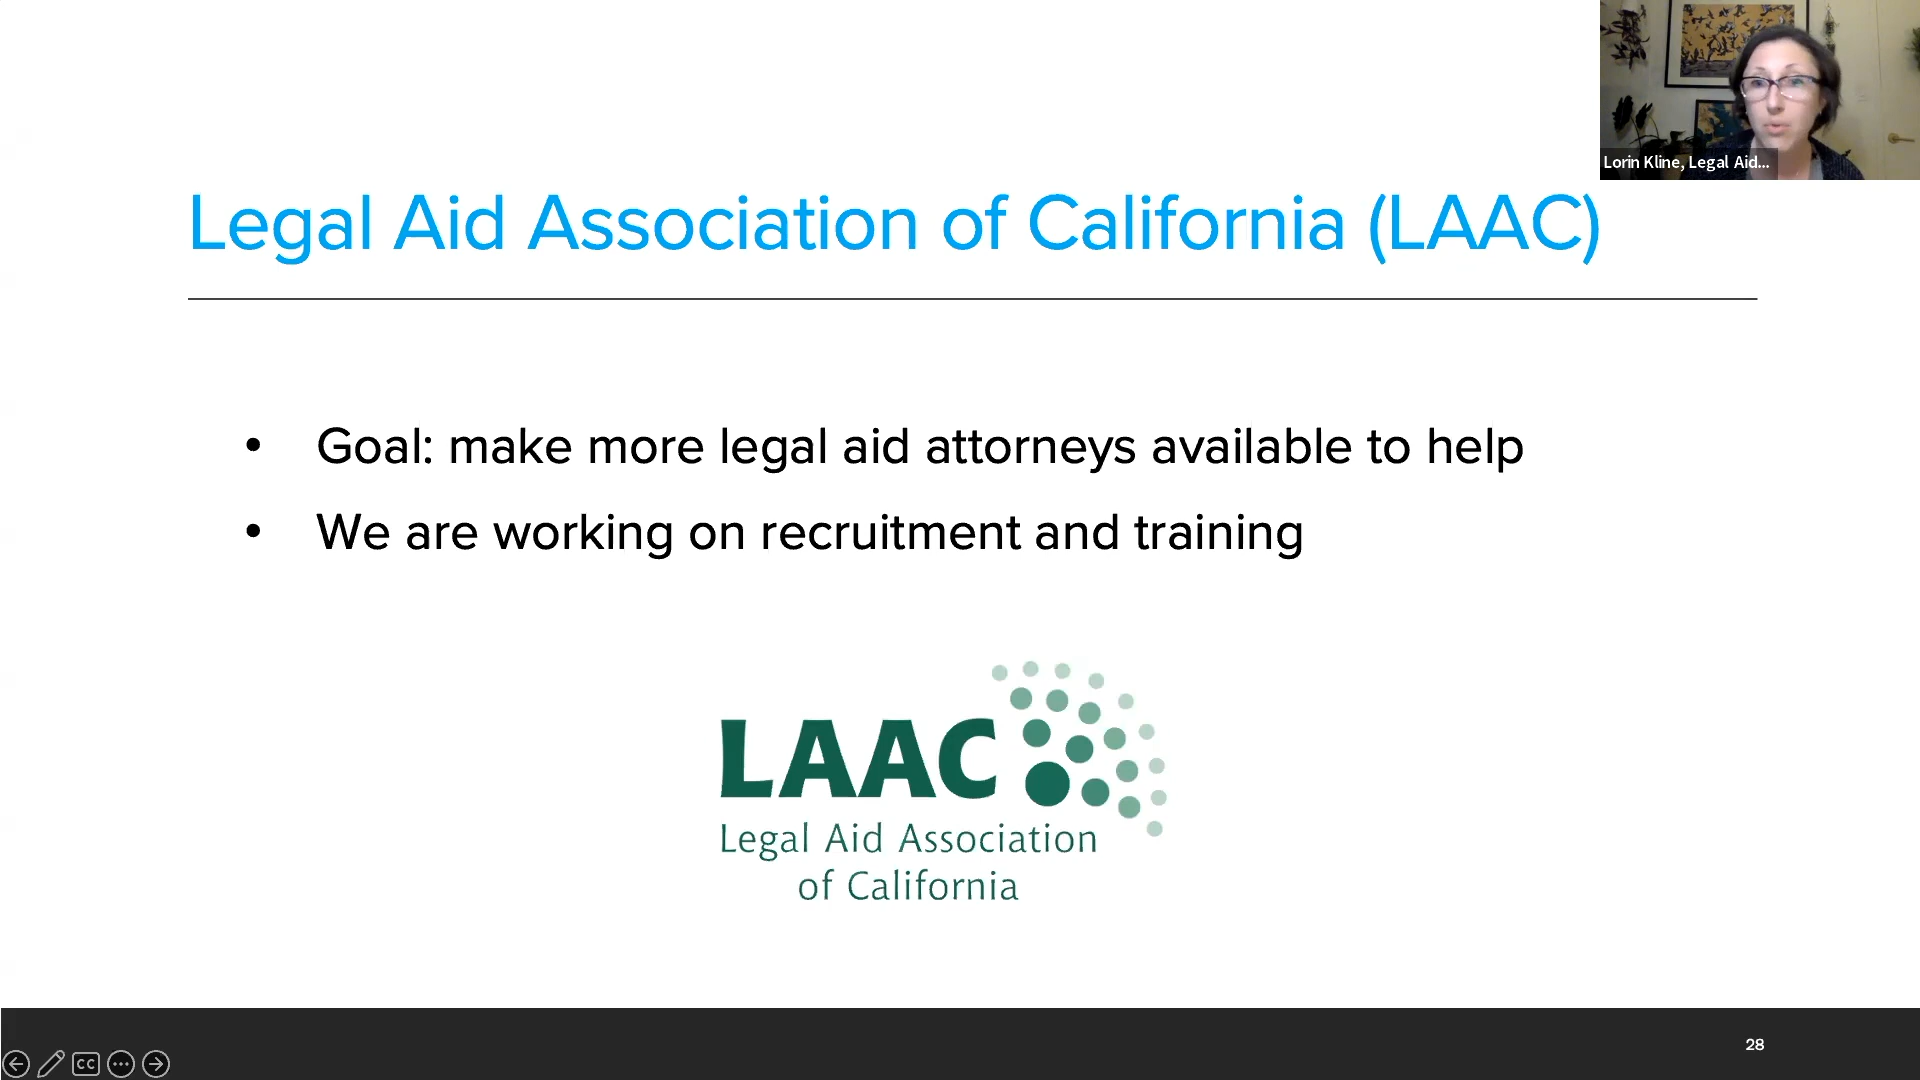 Lorin Kline, Legal Aid...
Legal Aid Association of California (LAAC)
• Goal: make more legal aid attorneys available to help
• We are working on recruitment and training
LAAC
Legal Aid Association
of California
28
CC